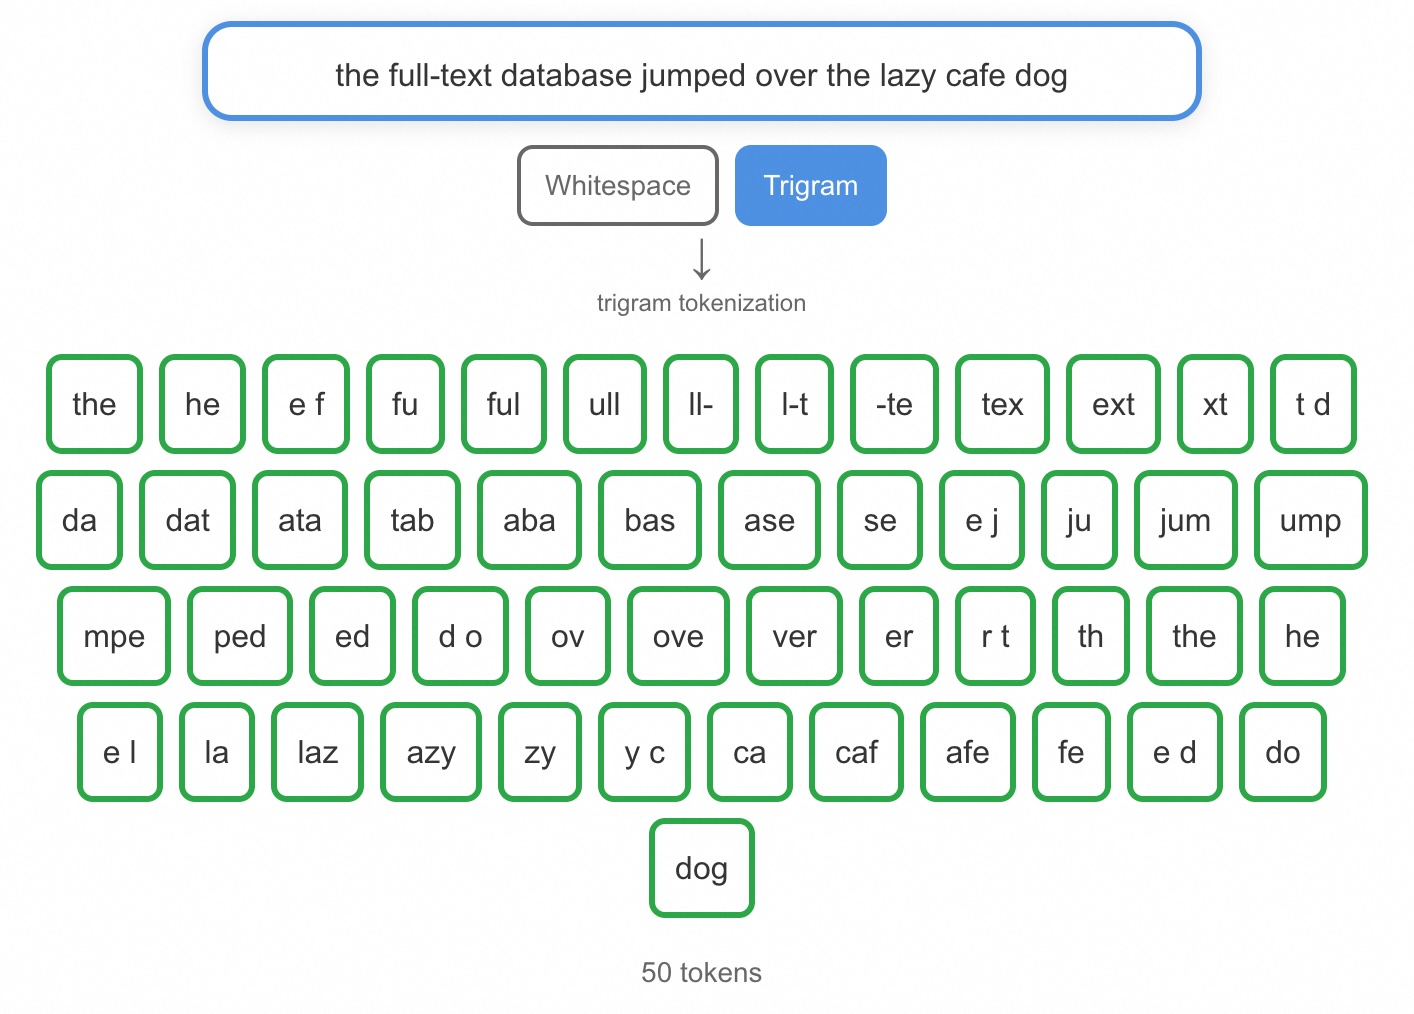 the full-text database jumped over the lazy cafe dog
Whitespace Trigram
↓
trigram tokenization
the he e f fu ful ull ll- l-t -te tex ext xt t d
da dat ata tab aba bas ase se e j ju jum ump
mpe ped ed d o ov ove ver er r t th the he
e l la laz azy zy y c ca caf afe fe e d do
dog
50 tokens